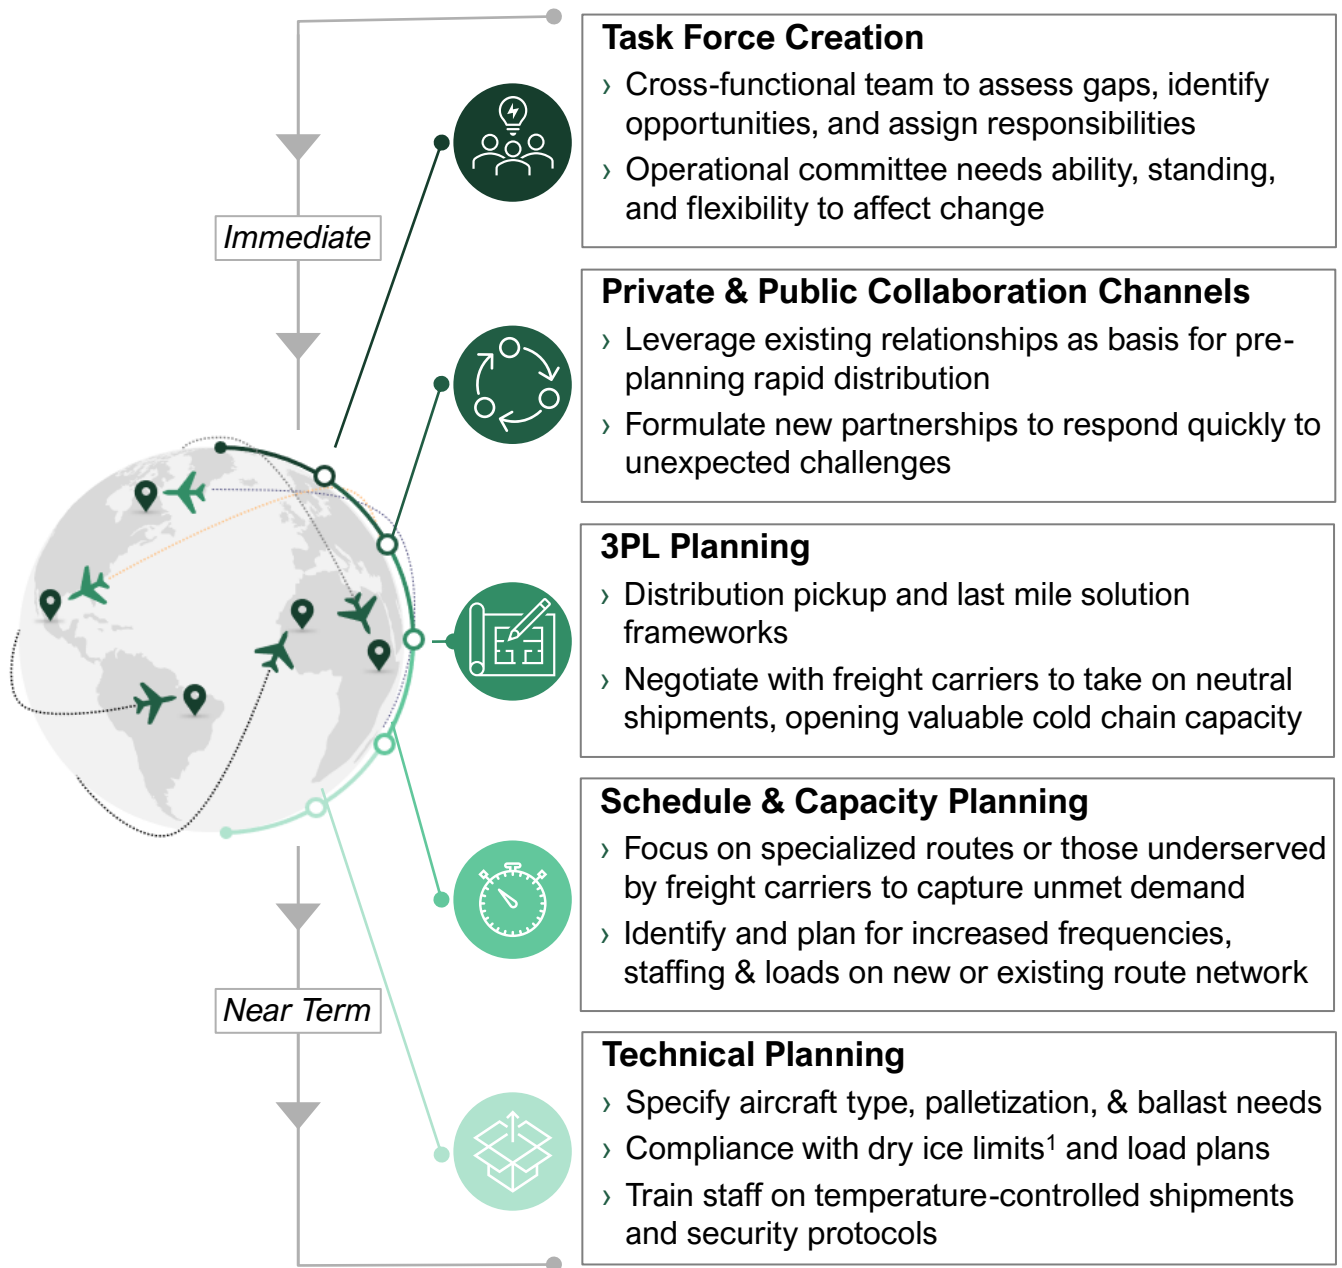 Task Force Creation
› Cross-functional team to assess gaps, identify
opportunities, and assign responsibilities
› Operational committee needs ability, standing,
and flexibility to affect change
Immediate
Private & Public Collaboration Channels
› Leverage existing relationships as basis for pre-
planning rapid distribution
› Formulate new partnerships to respond quickly to
unexpected challenges
3PL Planning
› Distribution pickup and last mile solution
frameworks
› Negotiate with freight carriers to take on neutral
shipments, opening valuable cold chain capacity
Schedule & Capacity Planning
› Focus on specialized routes or those underserved
by freight carriers to capture unmet demand
› Identify and plan for increased frequencies,
staffing & loads on new or existing route network
Near Term
Technical Planning
› Specify aircraft type, palletization, & ballast needs
› Compliance with dry ice limits¹ and load plans
› Train staff on temperature-controlled shipments
and security protocols